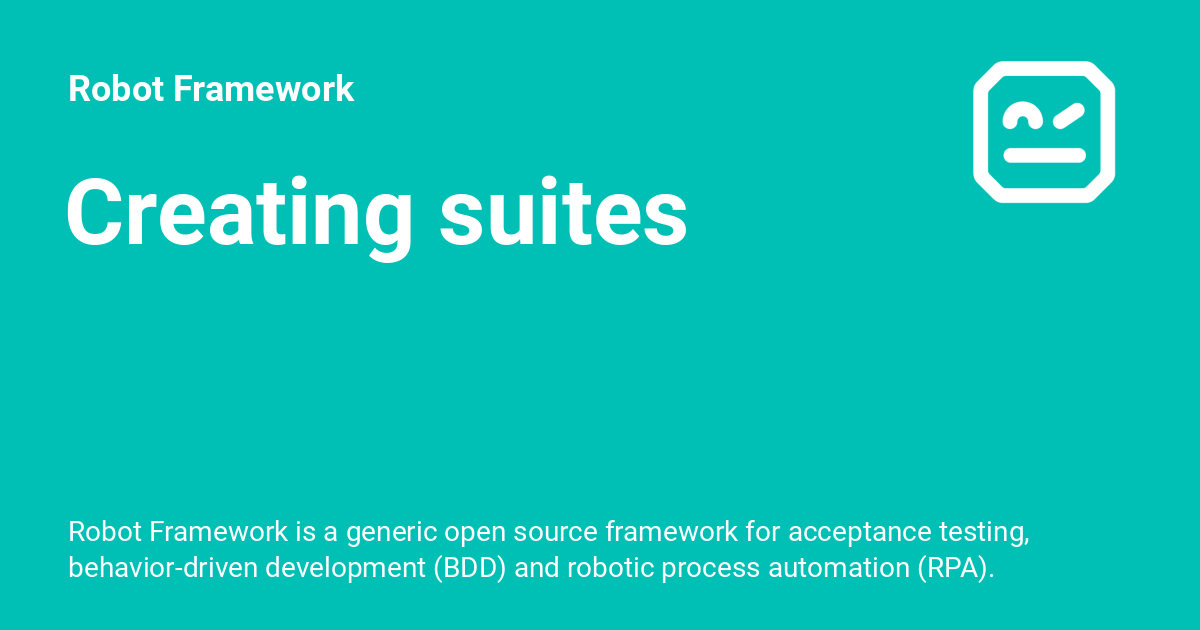 Robot Framework
Creating suites
Robot Framework is a generic open source framework for acceptance testing,
behavior-driven development (BDD) and robotic process automation (RPA).